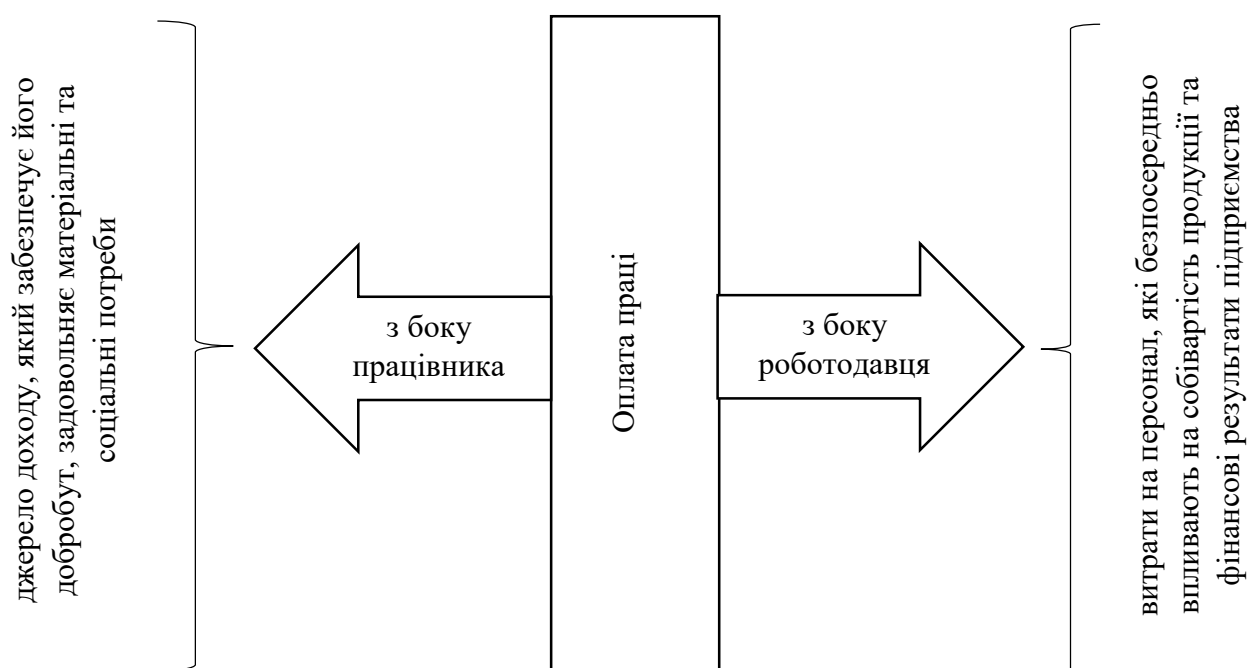 джерело доходу, який забезпечує його
добробут, задовольняє матеріальні та
соціальні потреби
з боку
працівника
Оплата праці
з боку
роботодавця
витрати на персонал, які безпосередньо
впливають на собівартість продукції та
фінансові результати підприємства